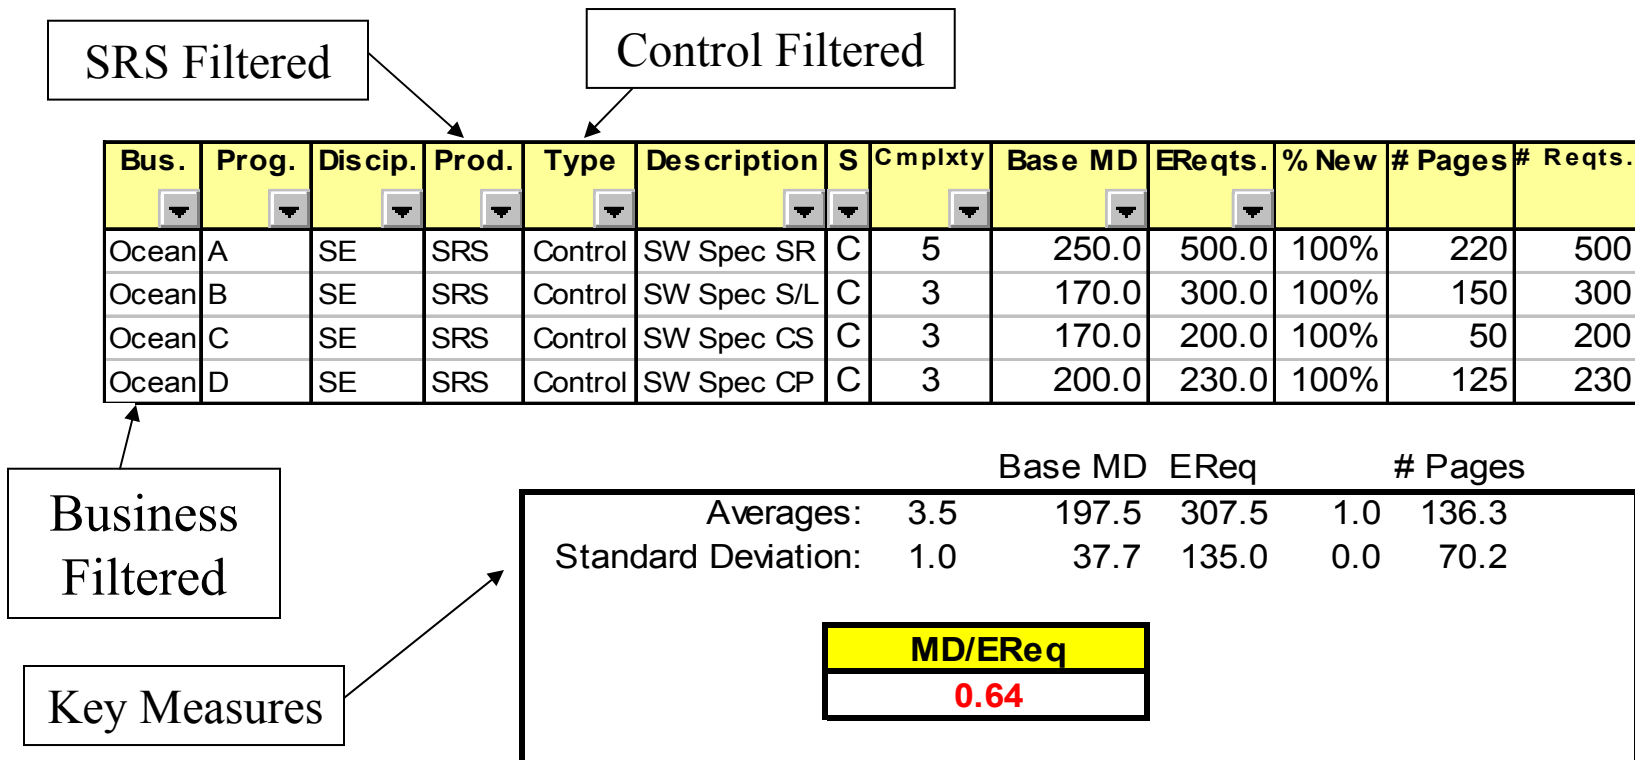 SRS Filtered
Control Filtered
Bus. Prog. Discip. Prod. Type Description S Cmplxty Base MD EReqts. % New # Pages # Reqts.
Ocean A SE SRS Control SW Spec SR C 5 250.0 500.0 100% 220 500
Ocean B SE SRS Control SW Spec S/L C 3 170.0 300.0 100% 150 300
Ocean C SE SRS Control SW Spec CS C 3 170.0 200.0 100% 50 200
Ocean D SE SRS Control SW Spec CP C 3 200.0 230.0 100% 125 230
Base MD EReq # Pages
Averages: 3.5 197.5 307.5 1.0 136.3
Standard Deviation: 1.0 37.7 135.0 0.0 70.2
Business
Filtered
MD/EReq
0.64
Key Measures